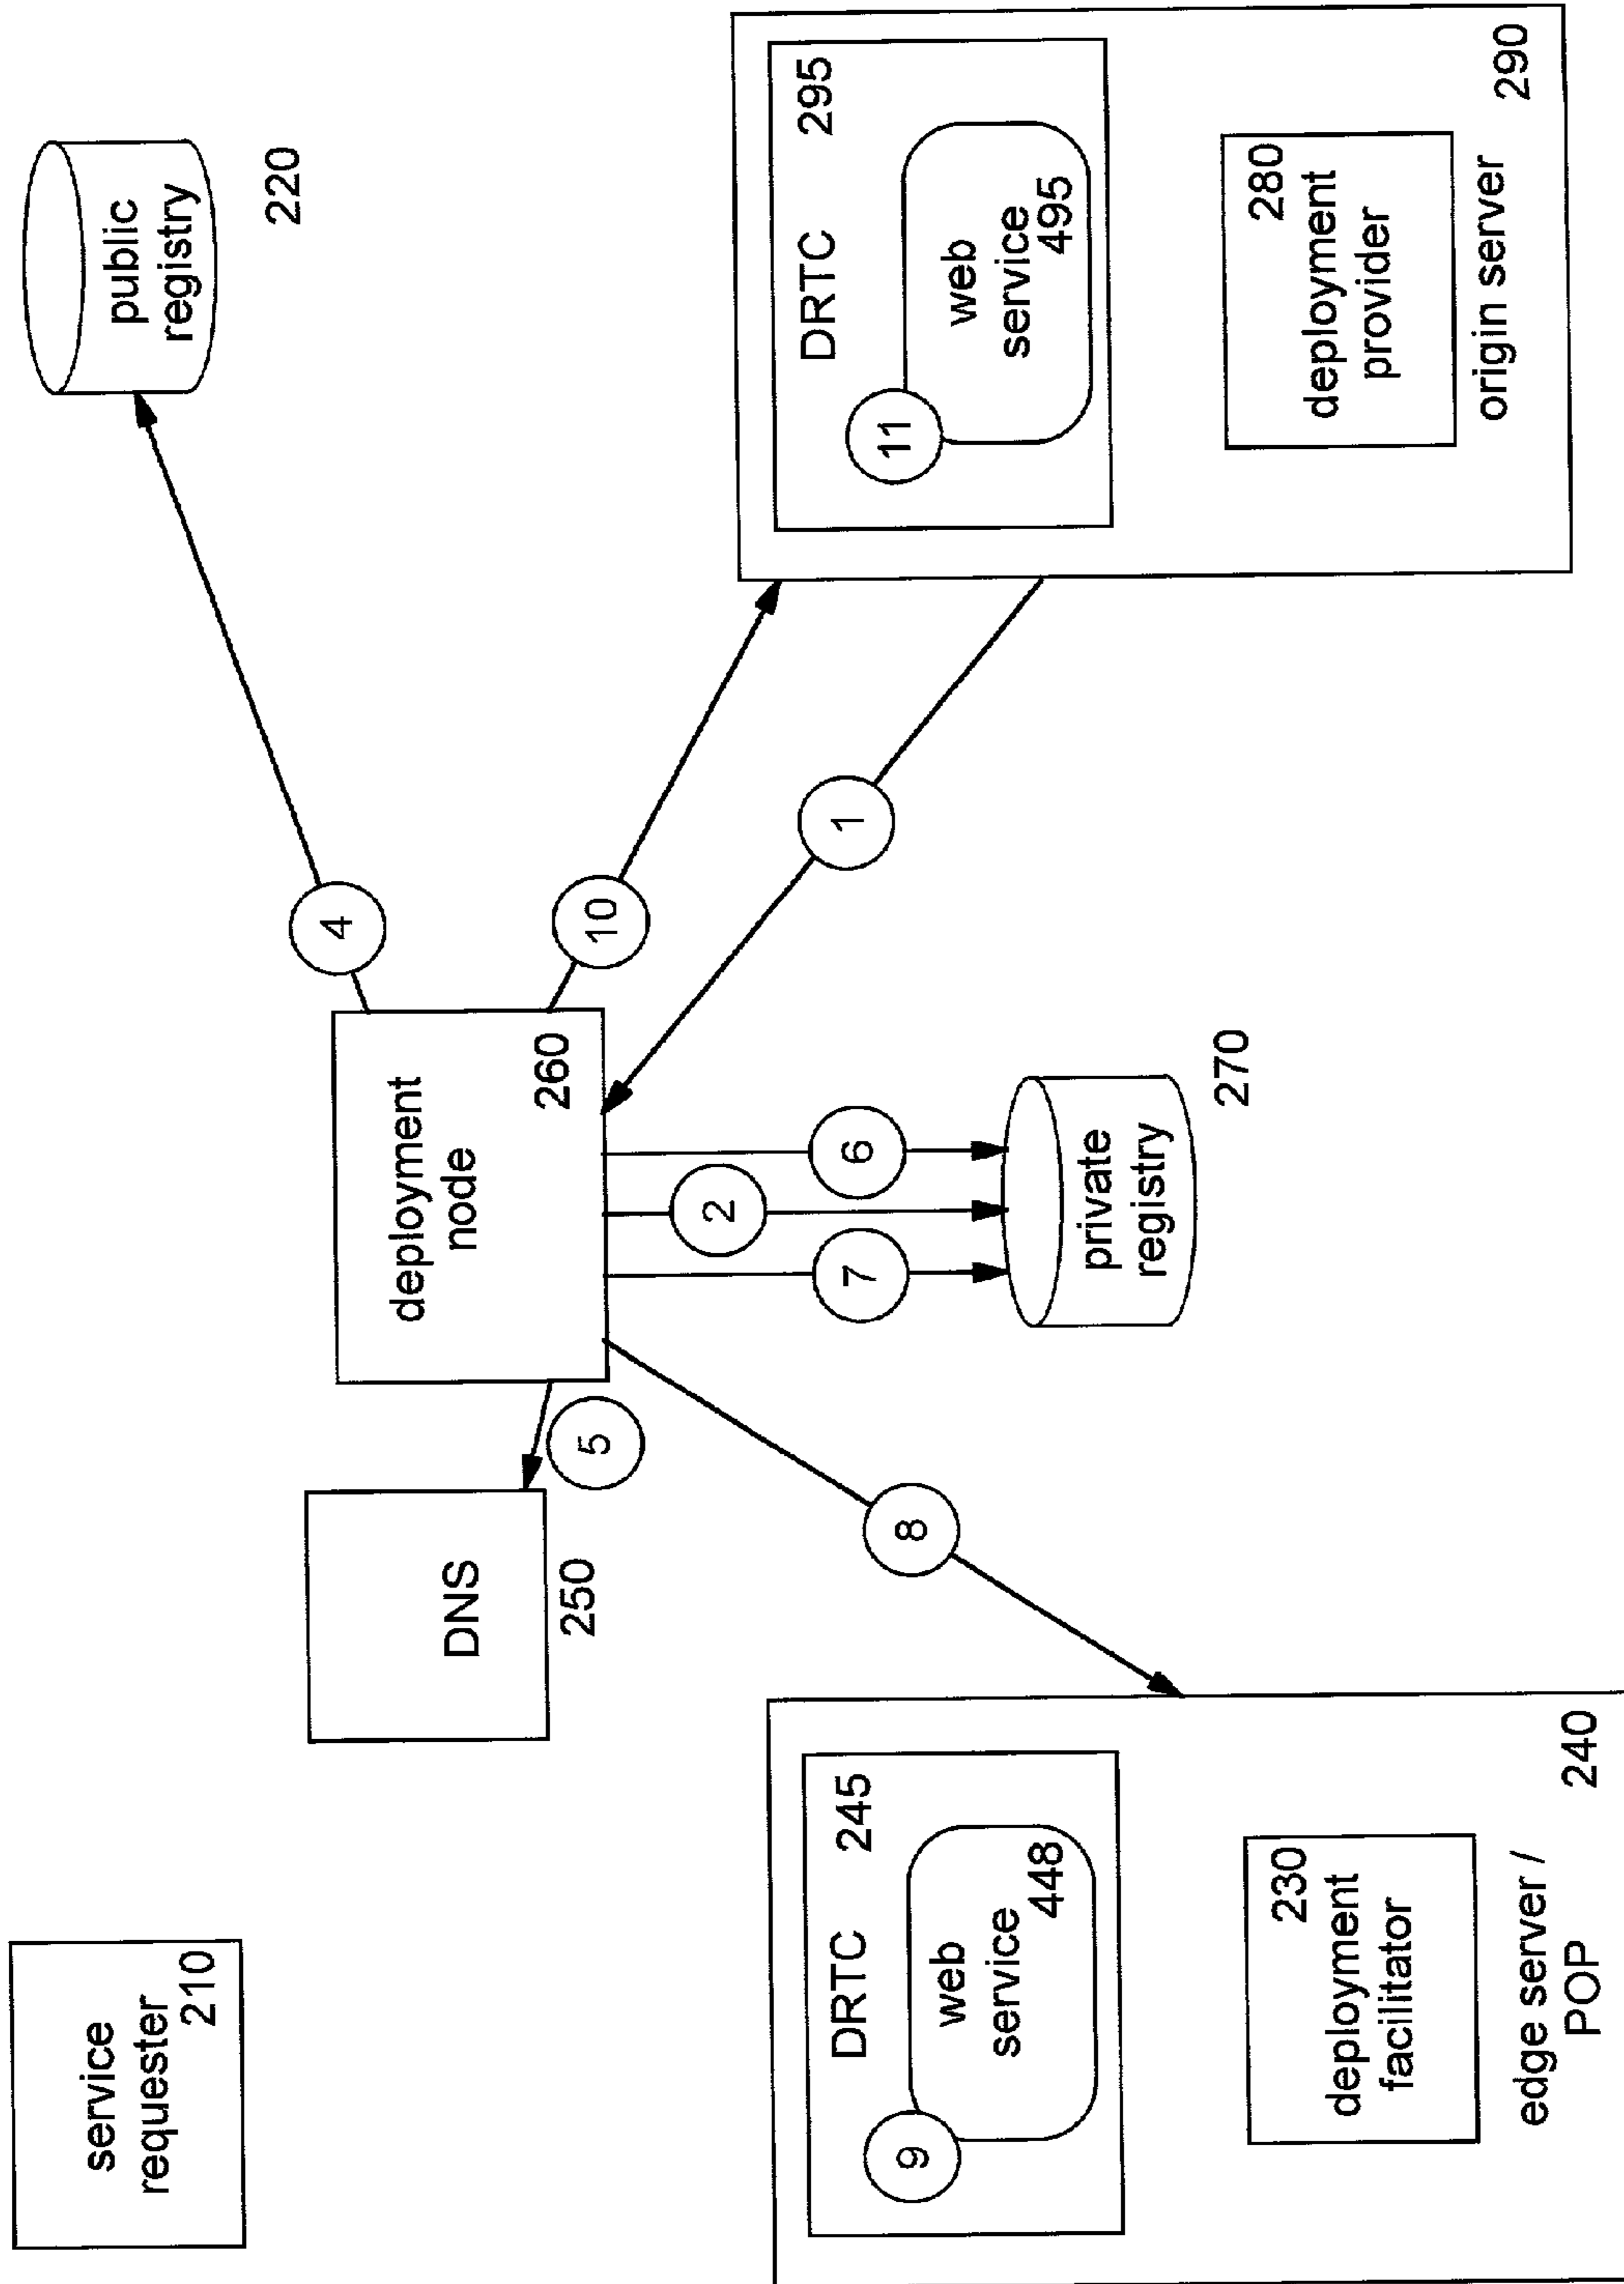 service
requester
210
public
registry
220
DNS
250
deployment
node
260
4
5
10
1
6
2
7
8
private
registry
270
DRTC
245
web
service
448
9
230
deployment
facilitator
edge server /
POP
240
DRTC
295
web
service
495
11
280
deployment
provider
origin server
290